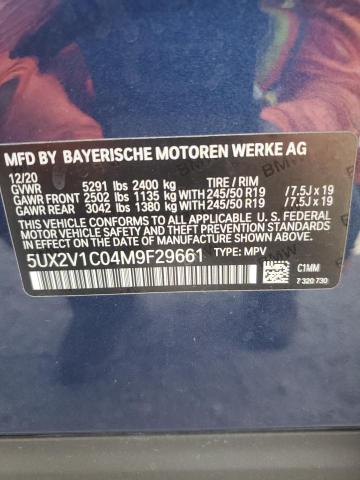 MFD BY BAYERISCHE MOTOREN WERKE AG
12/20
GVWR 5291 lbs 2400 kg TIRE / RIM
GAWR FRONT 2502 lbs 1135 kg WITH 245/50 R19 / 7.5J x 19
GAWR REAR 3042 lbs 1380 kg WITH 245/50 R19 / 7.5J x 19
THIS VEHICLE CONFORMS TO ALL APPLICABLE U. S. FEDERAL
MOTOR VEHICLE SAFETY AND THEFT PREVENTION STANDARDS
IN EFFECT ON THE DATE OF MANUFACTURE SHOWN ABOVE.
5UX2V1C04M9F29661 TYPE: MPV
C1MM
7 320 730